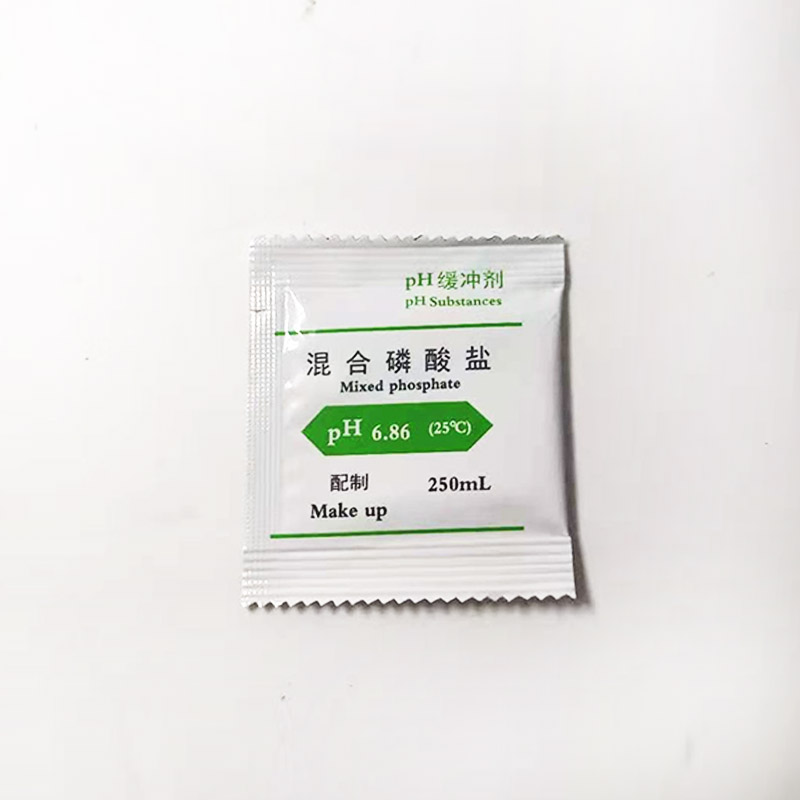 pH缓冲剂
pH Substances
混合磷酸盐
Mixed phosphate
pH 6.86 (25℃)
配制 250mL
Make up